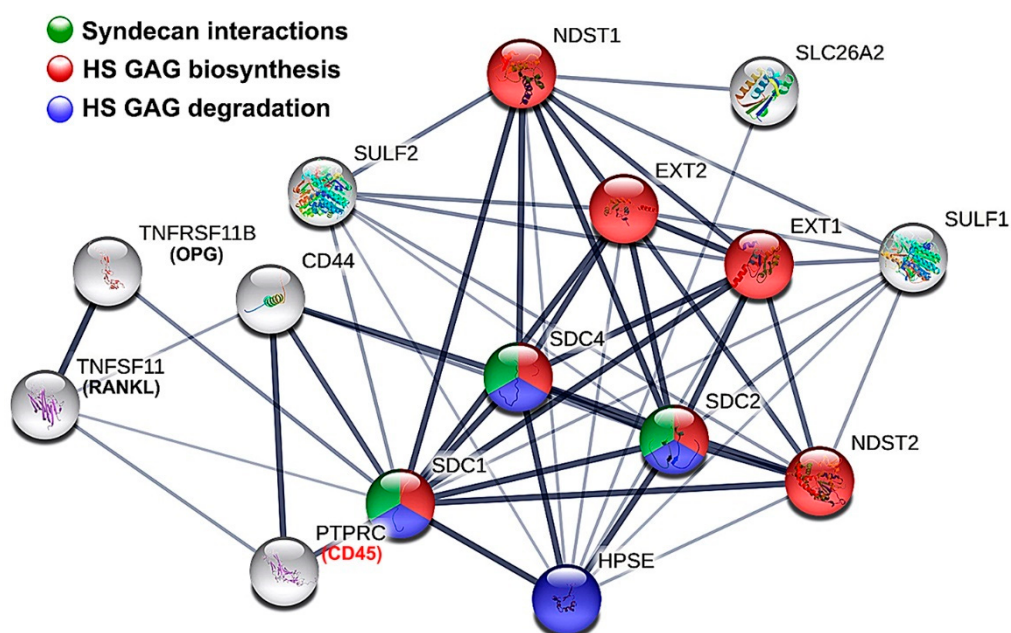 Syndecan interactions
HS GAG biosynthesis
HS GAG degradation
NDST1
SLC26A2
SULF2
EXT2
TNFRSF11B
(OPG)
CD44
EXT1
SULF1
SDC4
TNFSF11
(RANKL)
SDC2
NDST2
SDC1
PTPRC
(CD45)
HPSE